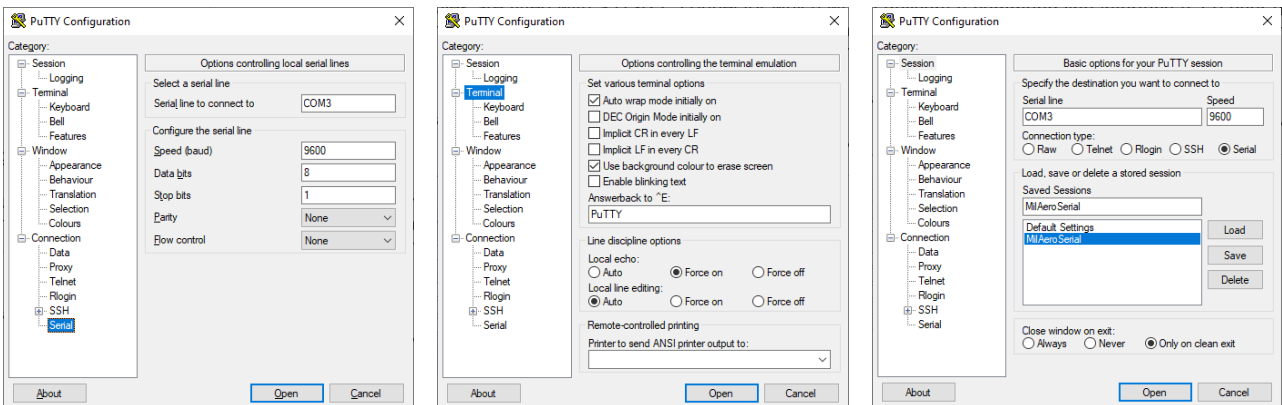 PuTTY Configuration
Category:
Session
Logging
Terminal
Keyboard
Bell
Features
Window
Appearance
Behaviour
Translation
Selection
Colours
Connection
Data
Proxy
Telnet
Rlogin
SSH
Serial
Options controlling local serial lines
Select a serial line
Serial line to connect to COM3
Configure the serial line
Speed (baud) 9600
Data bits 8
Stop bits 1
Parity None
Flow control None
About Open Cancel
PuTTY Configuration
Category:
Session
Logging
Terminal
Keyboard
Bell
Features
Window
Appearance
Behaviour
Translation
Selection
Colours
Connection
Data
Proxy
Telnet
Rlogin
SSH
Serial
Options controlling the terminal emulation
Set various terminal options
Auto wrap mode initially on
DEC Origin Mode initially on
Implicit CR in every LF
Implicit LF in every CR
Use background colour to erase screen
Enable blinking text
Answerback to ^E:
PuTTY
Line discipline options
Local echo:
Auto Force on Force off
Local line editing:
Auto Force on Force off
Remote-controlled printing
Printer to send ANSI printer output to:
About Open Cancel
PuTTY Configuration
Category:
Session
Logging
Terminal
Keyboard
Bell
Features
Window
Appearance
Behaviour
Translation
Selection
Colours
Connection
Data
Proxy
Telnet
Rlogin
SSH
Serial
Basic options for your PuTTY session
Specify the destination you want to connect to
Serial line Speed
COM3 9600
Connection type:
Raw Telnet Rlogin SSH Serial
Load, save or delete a stored session
Saved Sessions
MilAeroSerial
Default Settings
MilAeroSerial
Load
Save
Delete
Close window on exit:
Always Never Only on clean exit
About Open Cancel